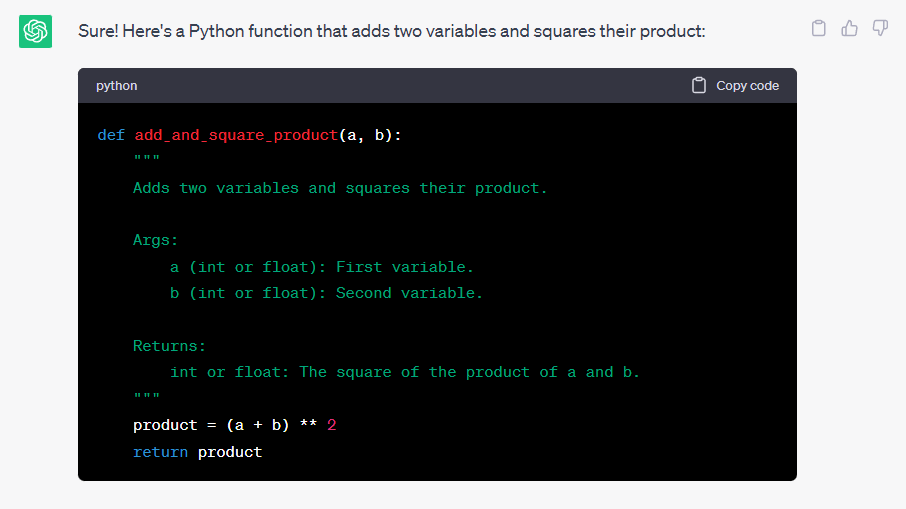 Sure! Here's a Python function that adds two variables and squares their product:
python
Copy code
def add_and_square_product(a, b):
"""
Adds two variables and squares their product.
Args:
a (int or float): First variable.
b (int or float): Second variable.
Returns:
int or float: The square of the product of a and b.
"""
product = (a + b) ** 2
return product